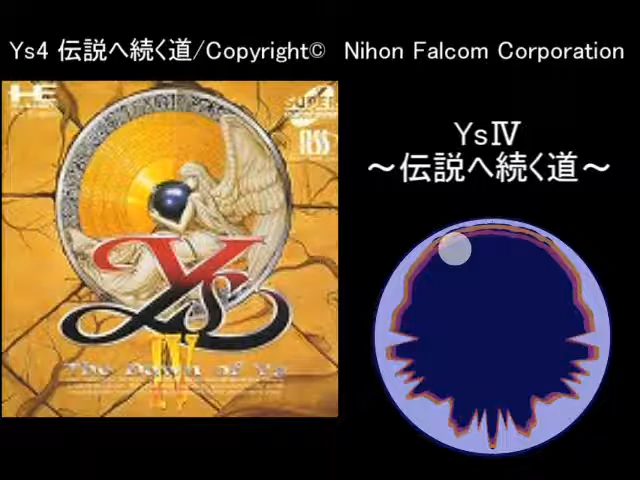 Ys4 伝説へ続く道/Copyright© Nihon Falcom Corporation
HE
SUPER
YsⅣ
～伝説へ続く道～
Ys
IV
The Dawn of Ys